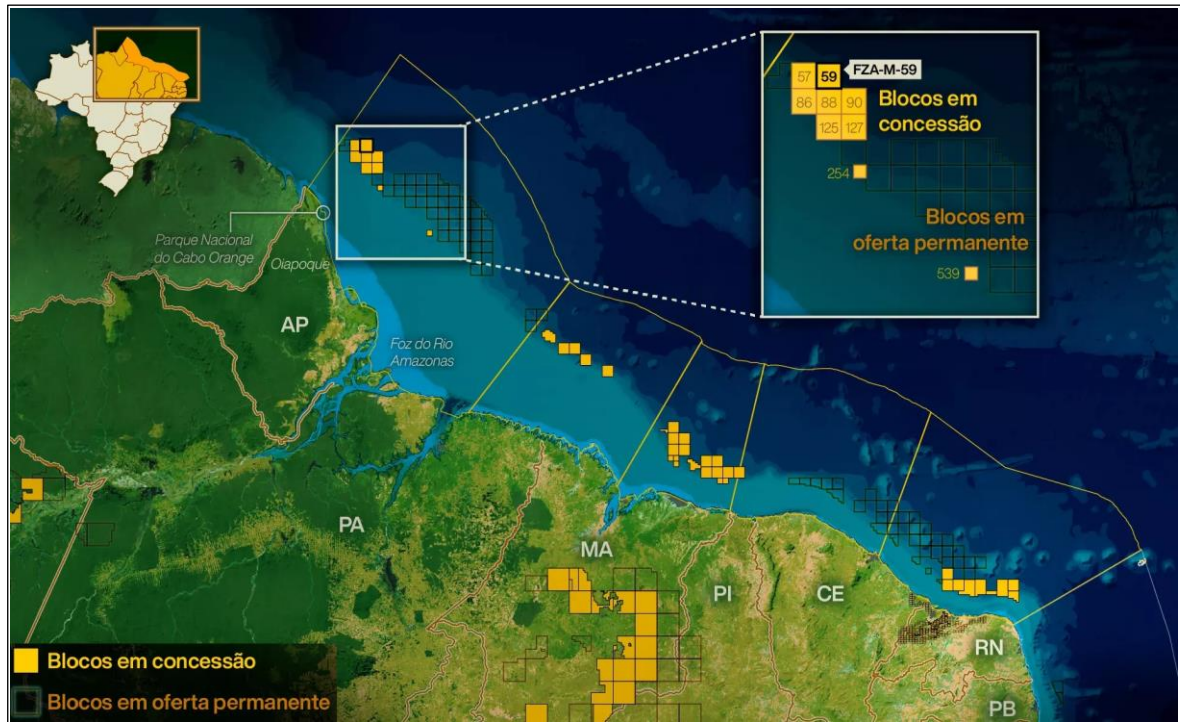 57
59
FZA-M-59
86
88
90
Blocos em
concessão
125
127
254
Blocos em
oferta permanente
539
Parque Nacional
do Cabo Orange
Oiapoque
AP
Foz do Rio
Amazonas
PA
MA
PI
CE
RN
PB
Blocos em concessão
Blocos em oferta permanente